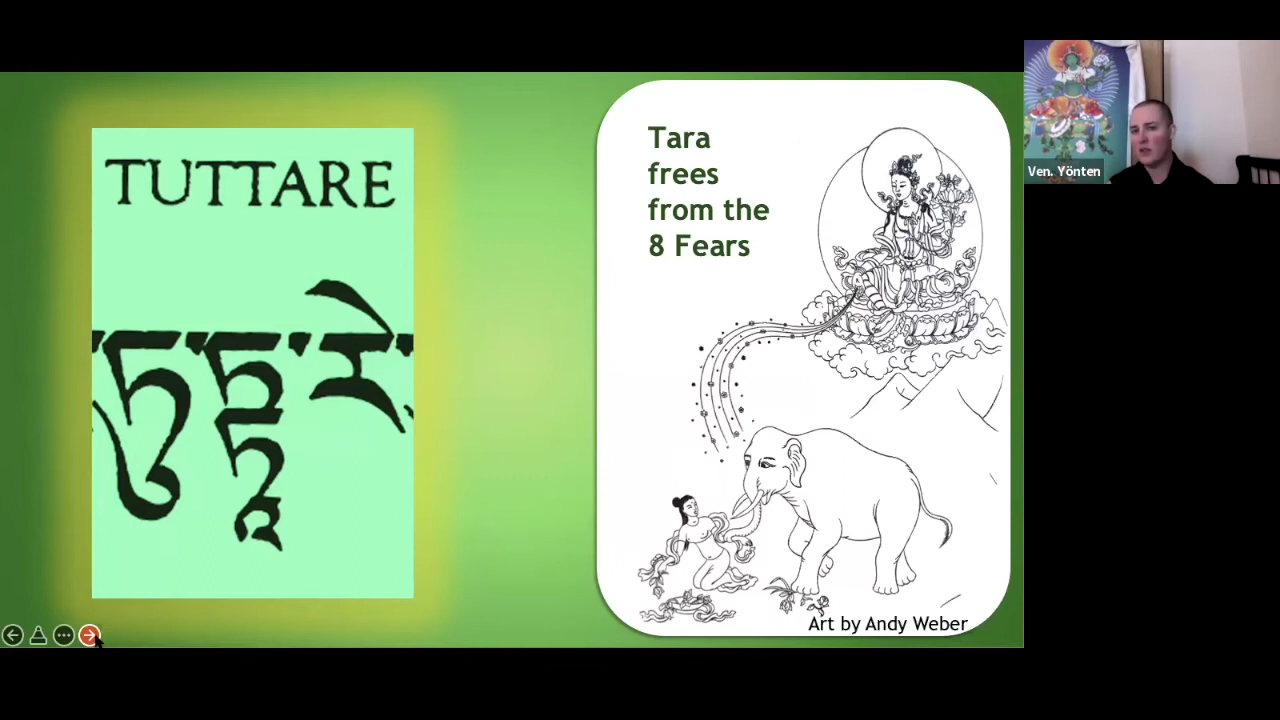 TUTTARE
ཏུ་ཏྟཱ་རེ་
Tara
frees
from the
8 Fears
Art by Andy Weber
Ven. Yönten